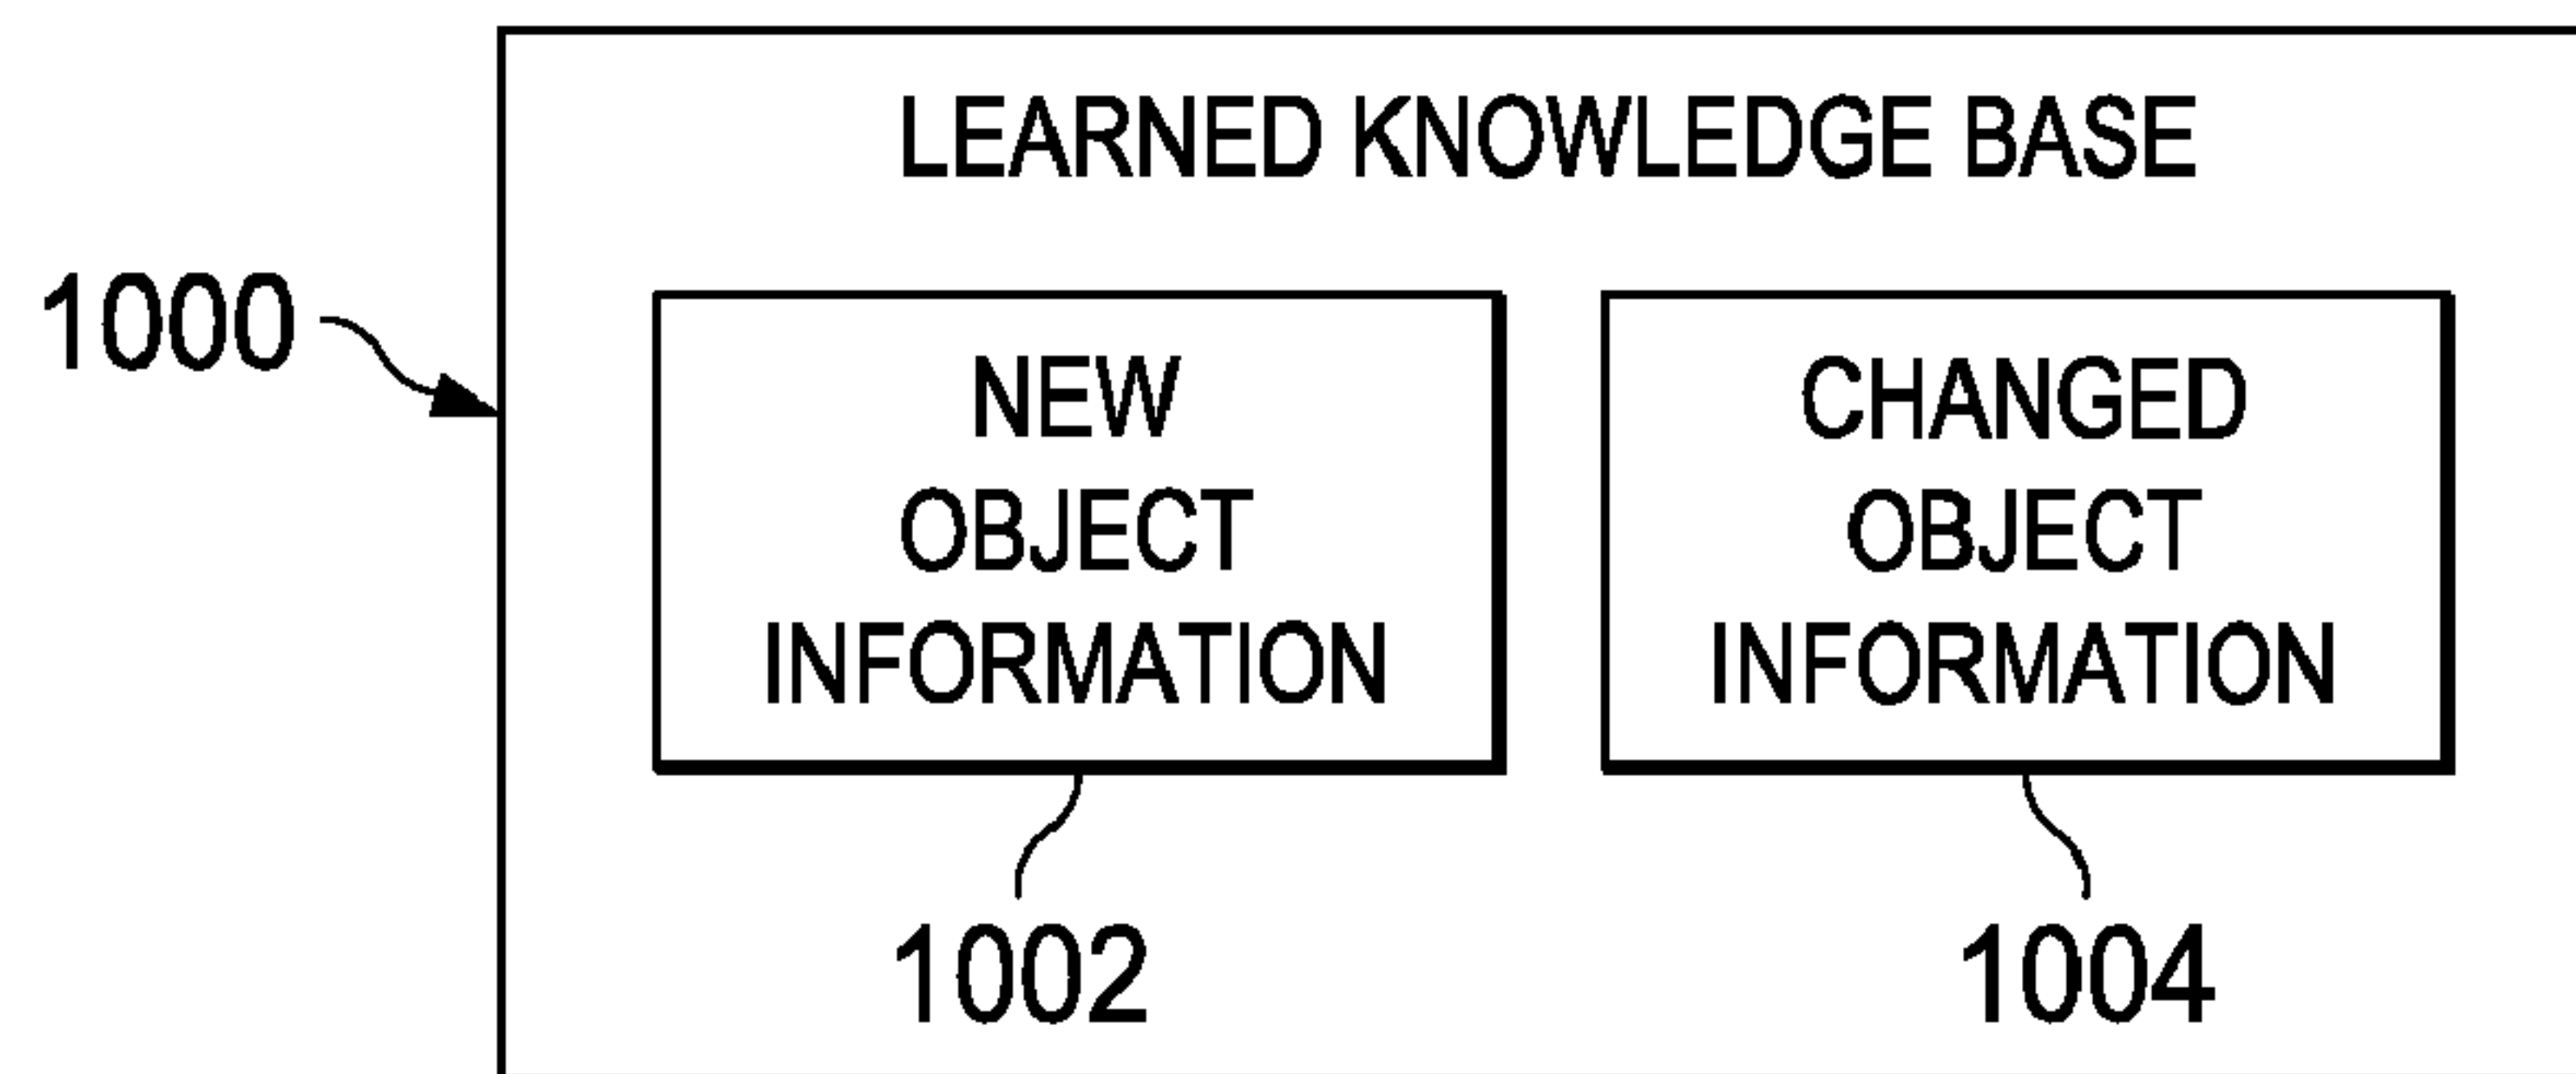 LEARNED KNOWLEDGE BASE
1000
NEW
OBJECT
INFORMATION
CHANGED
OBJECT
INFORMATION
1002
1004